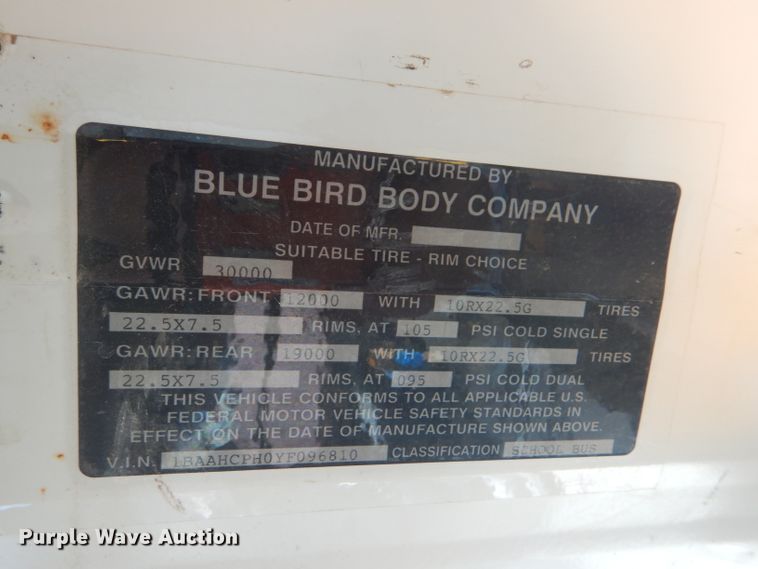 MANUFACTURED BY
BLUE BIRD BODY COMPANY
DATE OF MFR.
SUITABLE TIRE - RIM CHOICE
GVWR 30000
GAWR: FRONT 12000 WITH 10RX22.5G TIRES
22.5X7.5 RIMS, AT 105 PSI COLD SINGLE
GAWR: REAR 19000 WITH 10RX22.5G TIRES
22.5X7.5 RIMS, AT 095 PSI COLD DUAL
THIS VEHICLE CONFORMS TO ALL APPLICABLE U.S.
FEDERAL MOTOR VEHICLE SAFETY STANDARDS IN
EFFECT ON THE DATE OF MANUFACTURE SHOWN ABOVE.
V.I.N. 1BAAHCPH0YF096810 CLASSIFICATION SCHOOL BUS
Purple Wave Auction